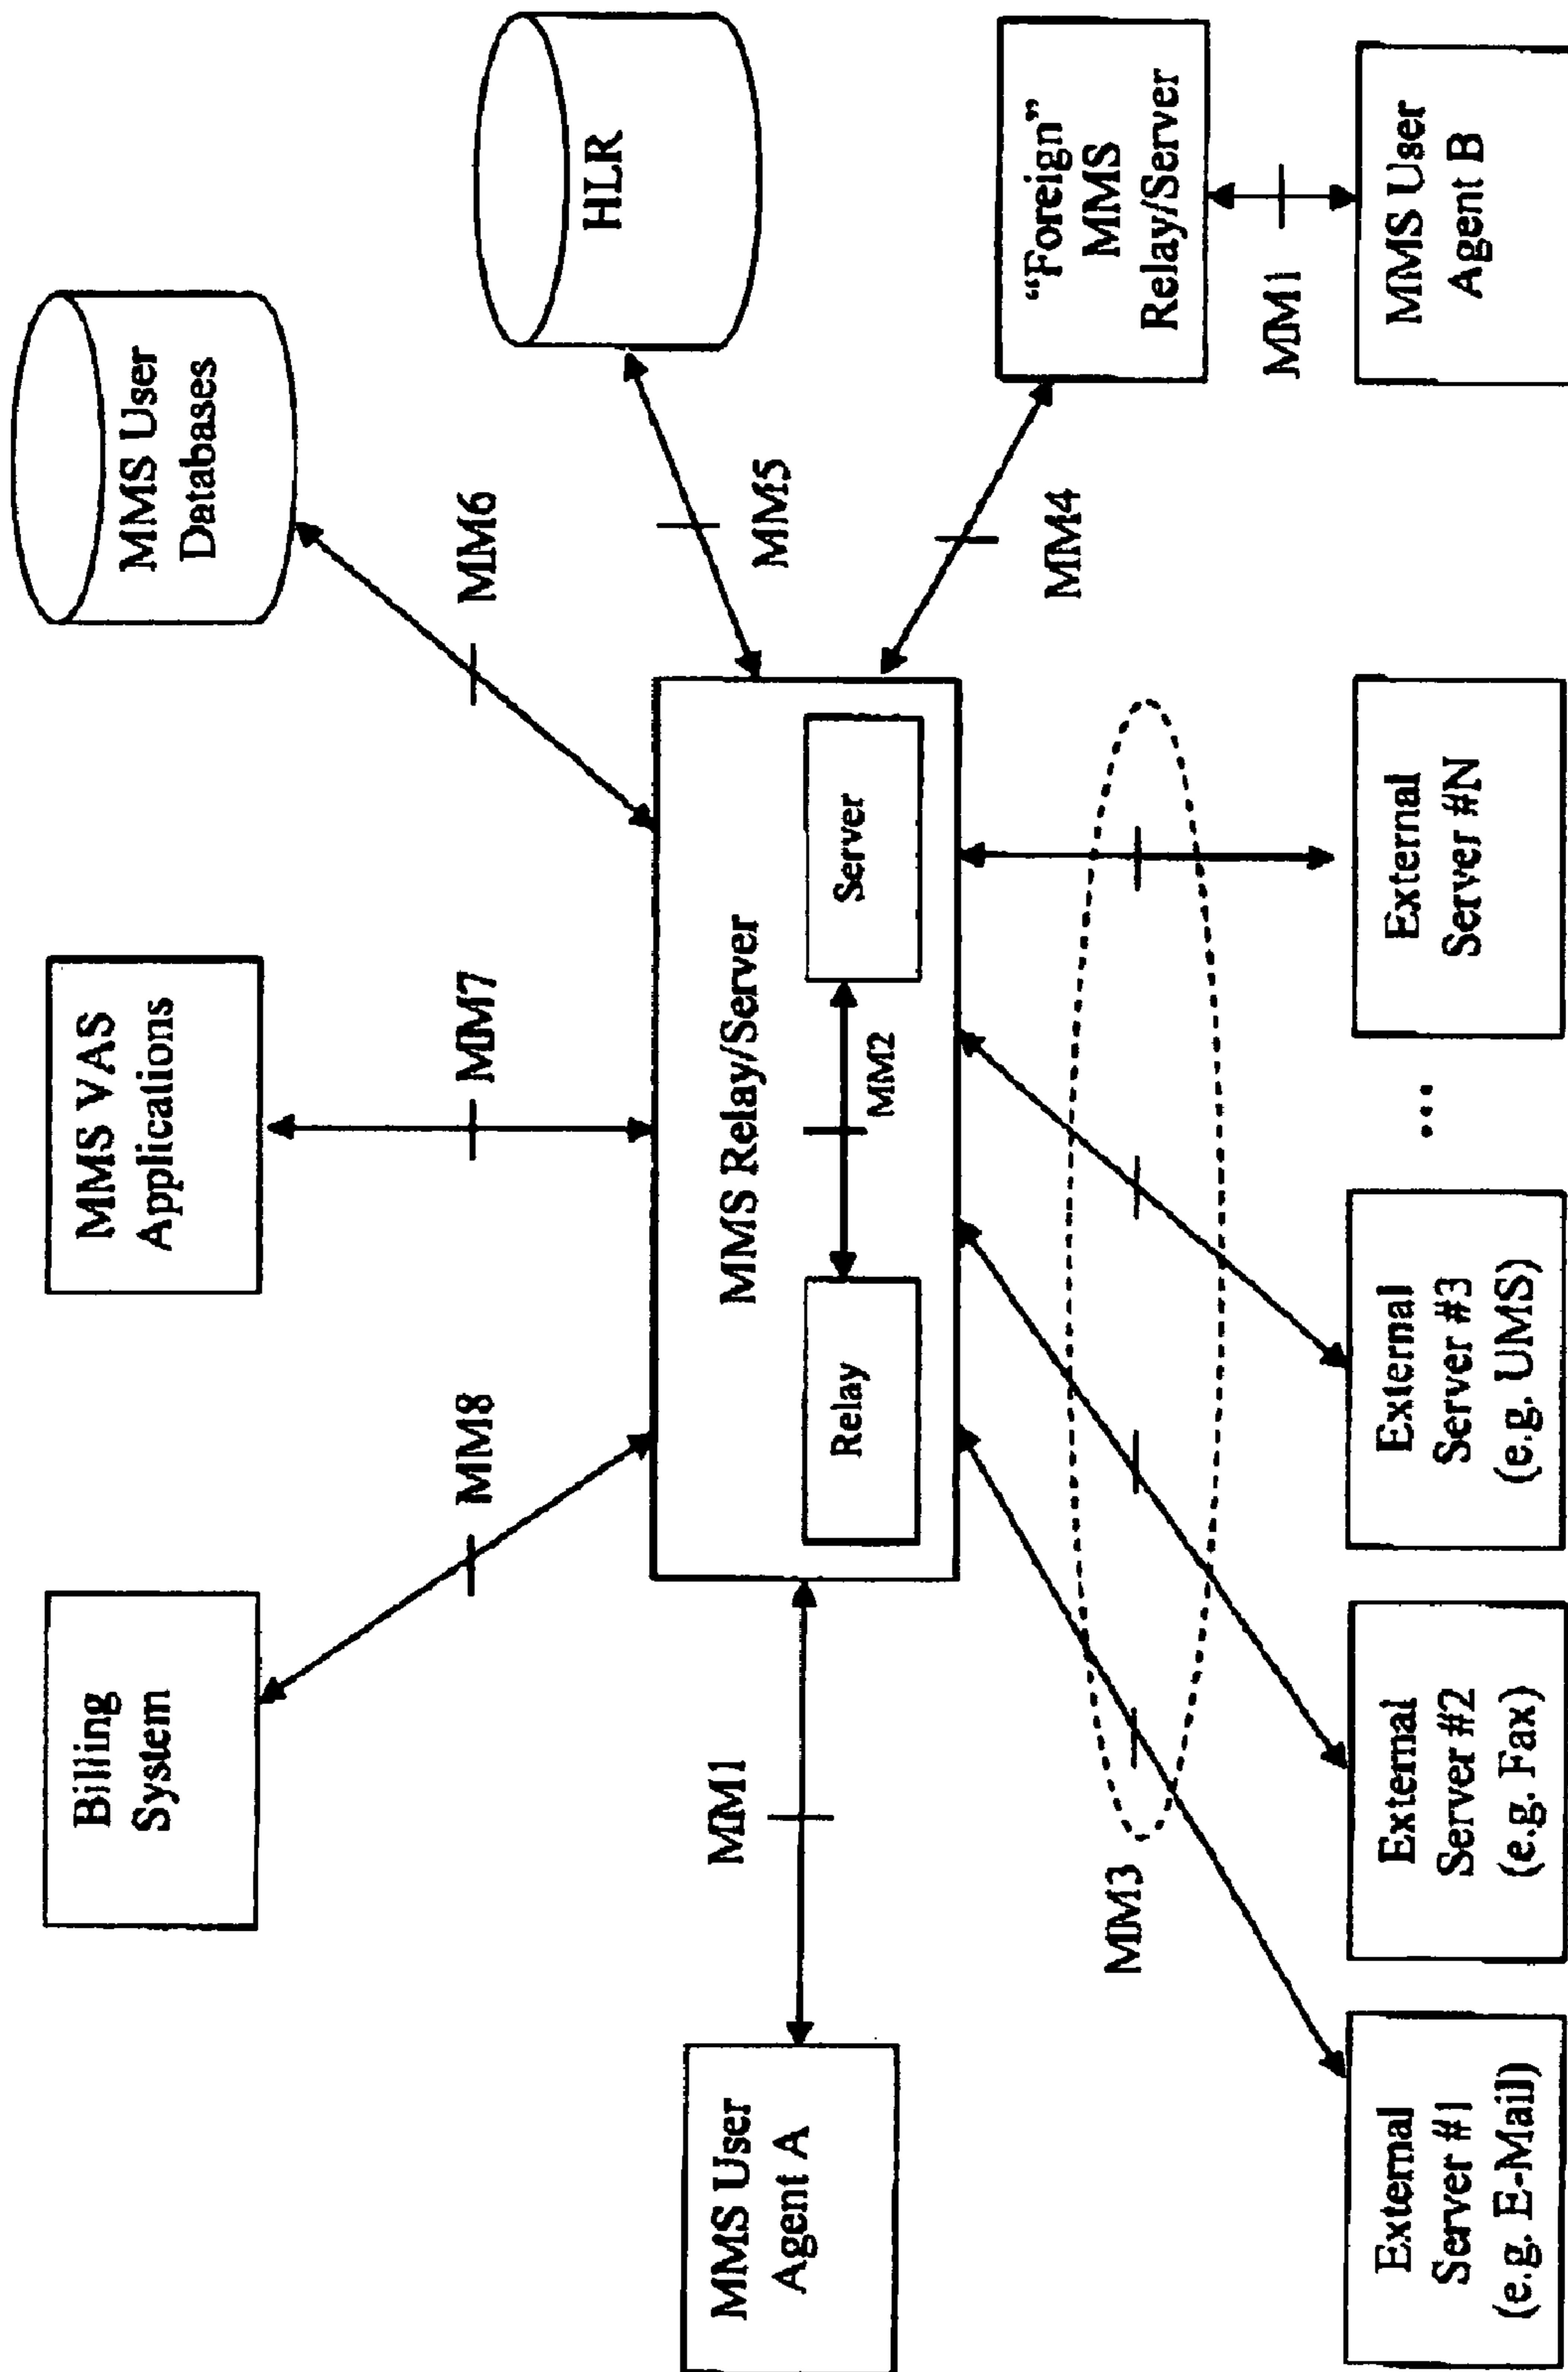 Billing
System
MMS VAS
Applications
MMS User
Databases
MM8
MM7
MM6
HLR
MM5
MMS User
Agent A
MM1
MMS Relay/Server
Relay
MM2
Server
MM4
"Foreign"
MMS
Relay/Server
MM3
MM1
External
Server #1
(e.g. E-Mail)
External
Server #2
(e.g. Fax)
External
Server #3
(e.g. UMS)
...
External
Server #N
MMS User
Agent B